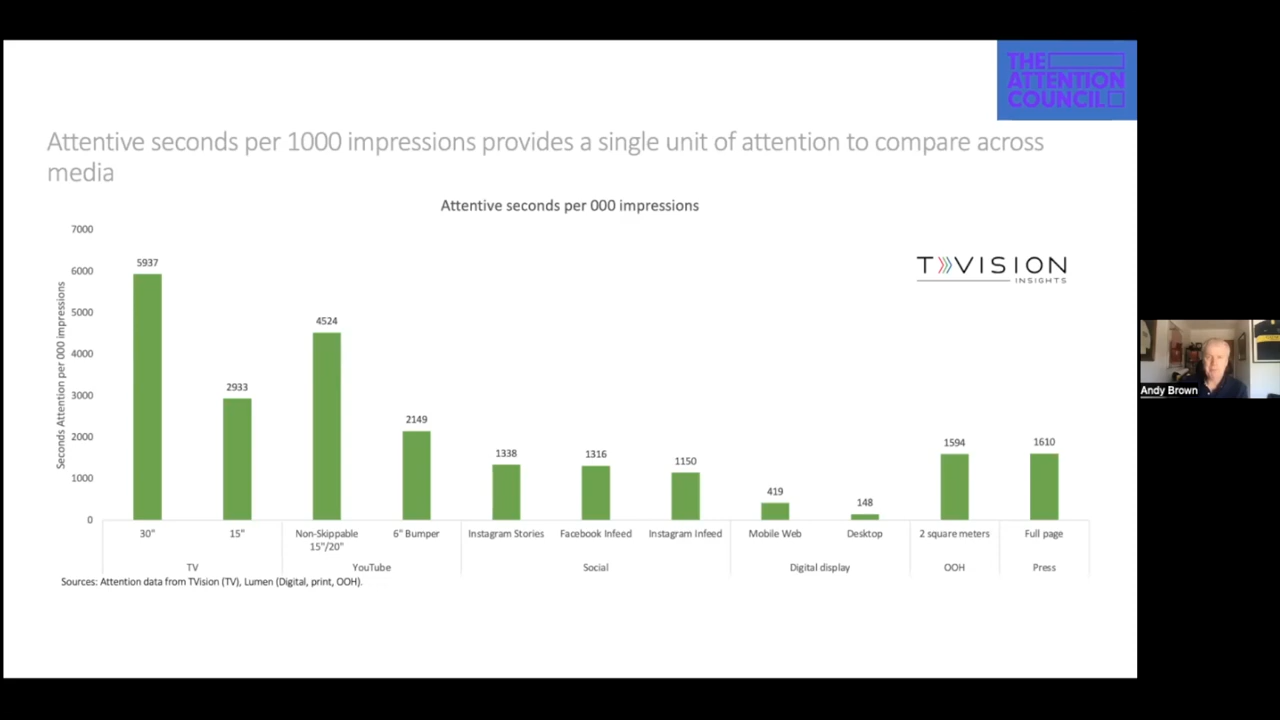 THE
ATTENTION
COUNCIL
Attentive seconds per 1000 impressions provides a single unit of attention to compare across
media
Attentive seconds per 000 impressions
TVISION
INSIGHTS
Seconds Attention per 000 impressions
7000
6000
5000
4000
3000
2000
1000
0
5937
2933
4524
2149
1338
1316
1150
419
148
1594
1610
30"
15"
Non-Skippable
15"/20"
6" Bumper
Instagram Stories
Facebook Infeed
Instagram Infeed
Mobile Web
Desktop
2 square meters
Full page
TV
YouTube
Social
Digital display
OOH
Press
Sources: Attention data from TVision (TV), Lumen (Digital, print, OOH).
Andy Brown